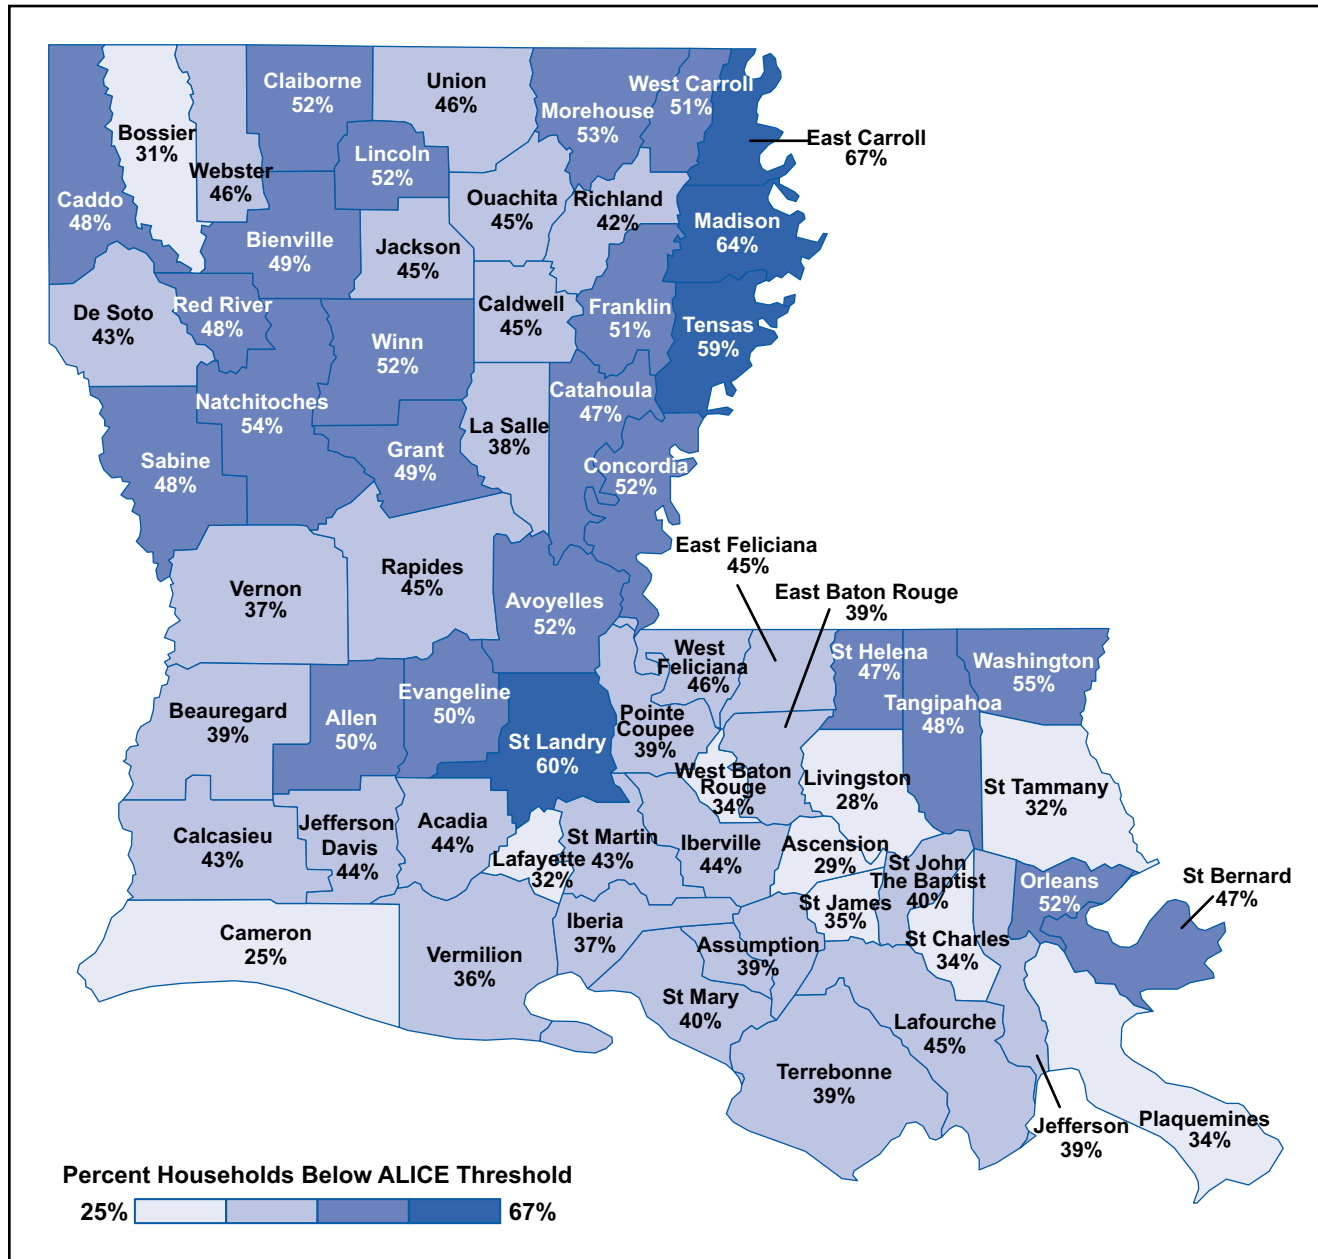 Claiborne
52%
Union
46%
West Carroll
51%
Morehouse
53%
Bossier
31%
East Carroll
67%
Lincoln
52%
Webster
46%
Caddo
48%
Ouachita
45%
Richland
42%
Madison
64%
Bienville
49%
Jackson
45%
De Soto
43%
Red River
48%
Caldwell
45%
Franklin
51%
Tensas
59%
Winn
52%
Natchitoches
54%
Catahoula
47%
La Salle
38%
Grant
49%
Sabine
48%
Concordia
52%
East Feliciana
45%
Rapides
45%
Vernon
37%
East Baton Rouge
39%
Avoyelles
52%
West
Feliciana
46%
St Helena
47%
Washington
55%
Evangeline
50%
Tangipahoa
48%
Beauregard
39%
Allen
50%
Pointe
Coupee
39%
St Landry
60%
West Baton
Rouge
34%
Livingston
28%
St Tammany
32%
Calcasieu
43%
Jefferson
Davis
44%
Acadia
44%
St Martin
43%
Iberville
44%
Ascension
29%
Lafayette
32%
St John
The Baptist
40%
Orleans
52%
St Bernard
47%
St James
35%
Cameron
25%
Iberia
37%
Vermilion
36%
Assumption
39%
St Charles
34%
St Mary
40%
Lafourche
45%
Terrebonne
39%
Jefferson
39%
Plaquemines
34%
Percent Households Below ALICE Threshold
25% 67%